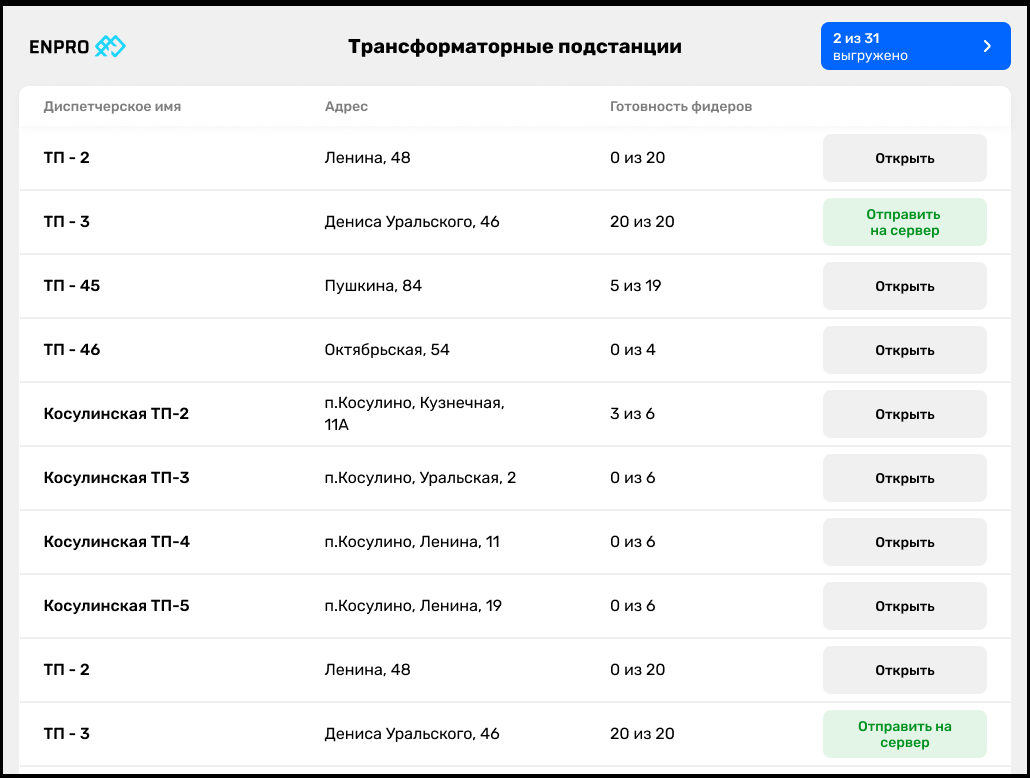 ENPRO
Трансформаторные подстанции
2 из 31
выгружено
Диспетчерское имя Адрес Готовность фидеров
ТП - 2 Ленина, 48 0 из 20 Открыть
ТП - 3 Дениса Уральского, 46 20 из 20 Отправить
на сервер
ТП - 45 Пушкина, 84 5 из 19 Открыть
ТП - 46 Октябрьская, 54 0 из 4 Открыть
Косулинская ТП-2 п.Косулино, Кузнечная,
11А
3 из 6 Открыть
Косулинская ТП-3 п.Косулино, Уральская, 2 0 из 6 Открыть
Косулинская ТП-4 п.Косулино, Ленина, 11 0 из 6 Открыть
Косулинская ТП-5 п.Косулино, Ленина, 19 0 из 6 Открыть
ТП - 2 Ленина, 48 0 из 20 Открыть
ТП - 3 Дениса Уральского, 46 20 из 20 Отправить на
сервер